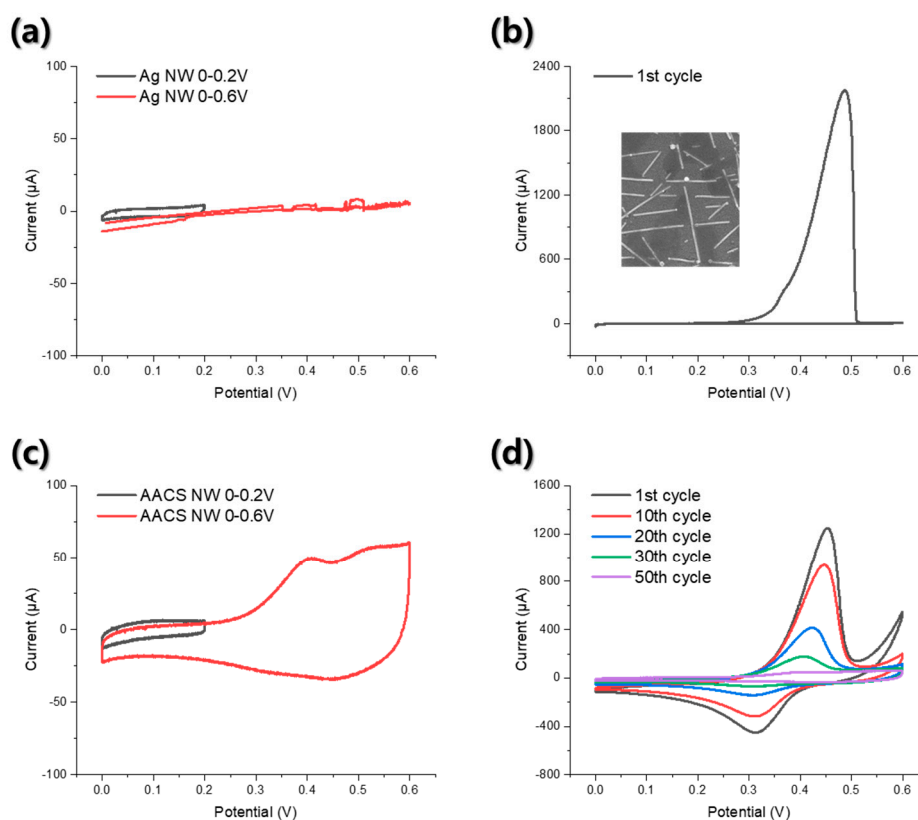 (a)
Ag NW 0-0.2V
Ag NW 0-0.6V
100
50
0
-50
-100
Current (µA)
0.0 0.1 0.2 0.3 0.4 0.5 0.6
Potential (V)
(b)
1st cycle
2400
1800
1200
600
0
Current (µA)
0.0 0.1 0.2 0.3 0.4 0.5 0.6
Potential (V)
(c)
AACS NW 0-0.2V
AACS NW 0-0.6V
100
50
0
-50
-100
Current (µA)
0.0 0.1 0.2 0.3 0.4 0.5 0.6
Potential (V)
(d)
1st cycle
10th cycle
20th cycle
30th cycle
50th cycle
1600
1200
800
400
0
-400
-800
Current (µA)
0.0 0.1 0.2 0.3 0.4 0.5 0.6
Potential (V)